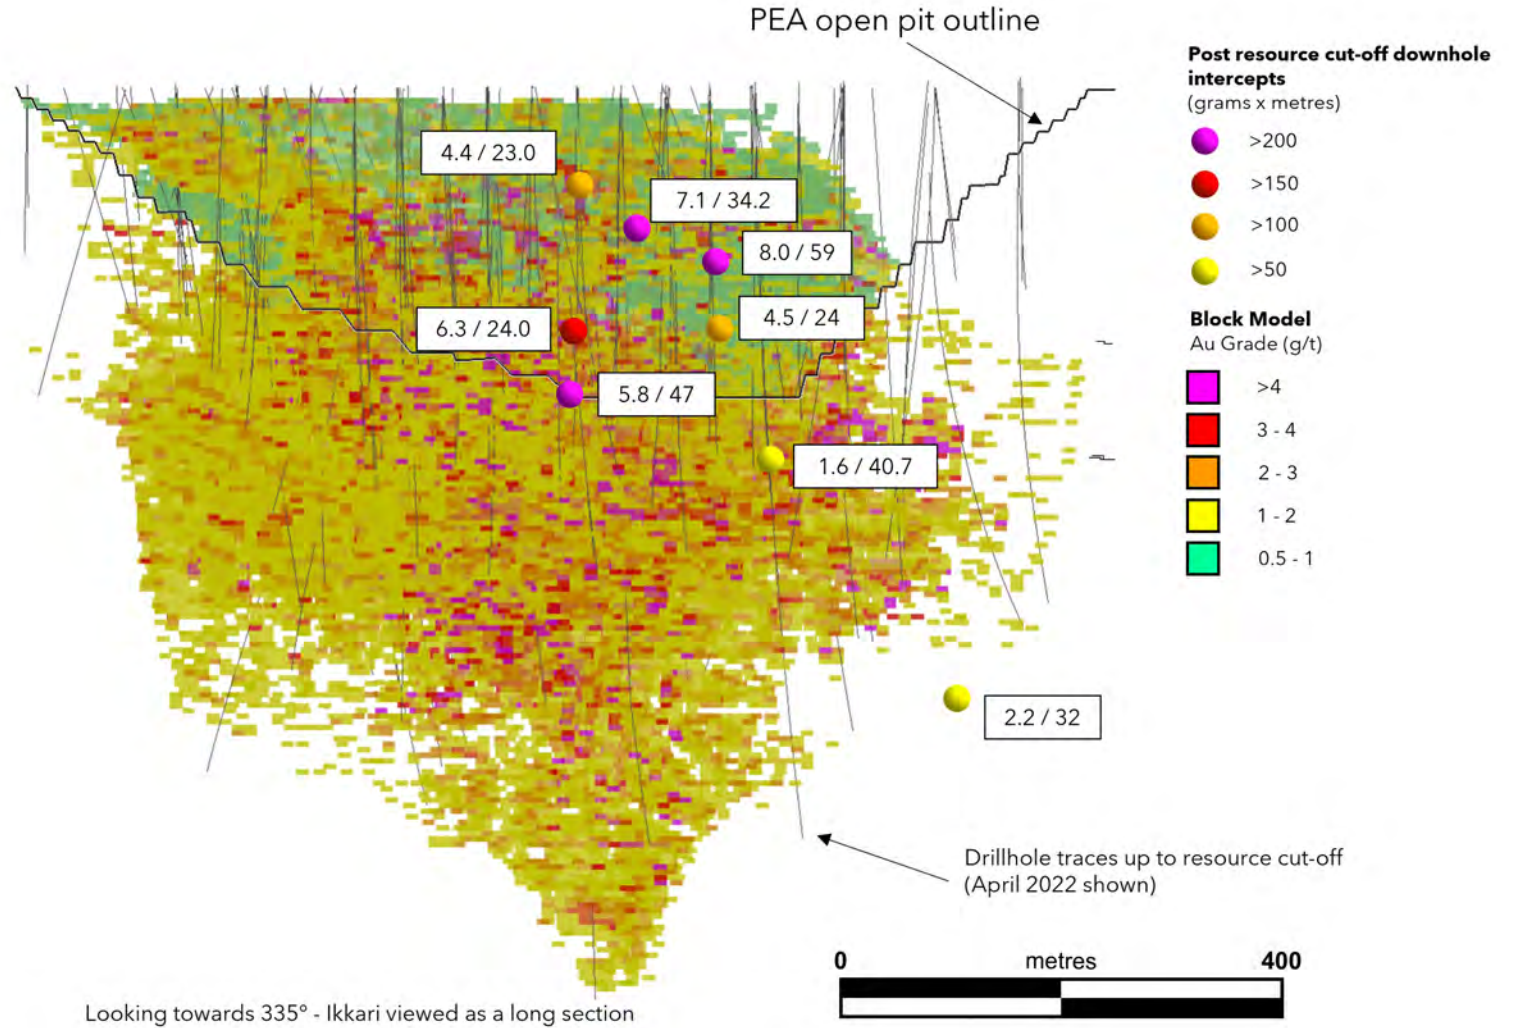 PEA open pit outline
Post resource cut-off downhole
intercepts
(grams x metres)
>200
>150
>100
>50
Block Model
Au Grade (g/t)
>4
3 - 4
2 - 3
1 - 2
0.5 - 1
4.4 / 23.0
7.1 / 34.2
8.0 / 59
4.5 / 24
6.3 / 24.0
5.8 / 47
1.6 / 40.7
2.2 / 32
Drillhole traces up to resource cut-off
(April 2022 shown)
0 metres 400
Looking towards 335° - Ikkari viewed as a long section